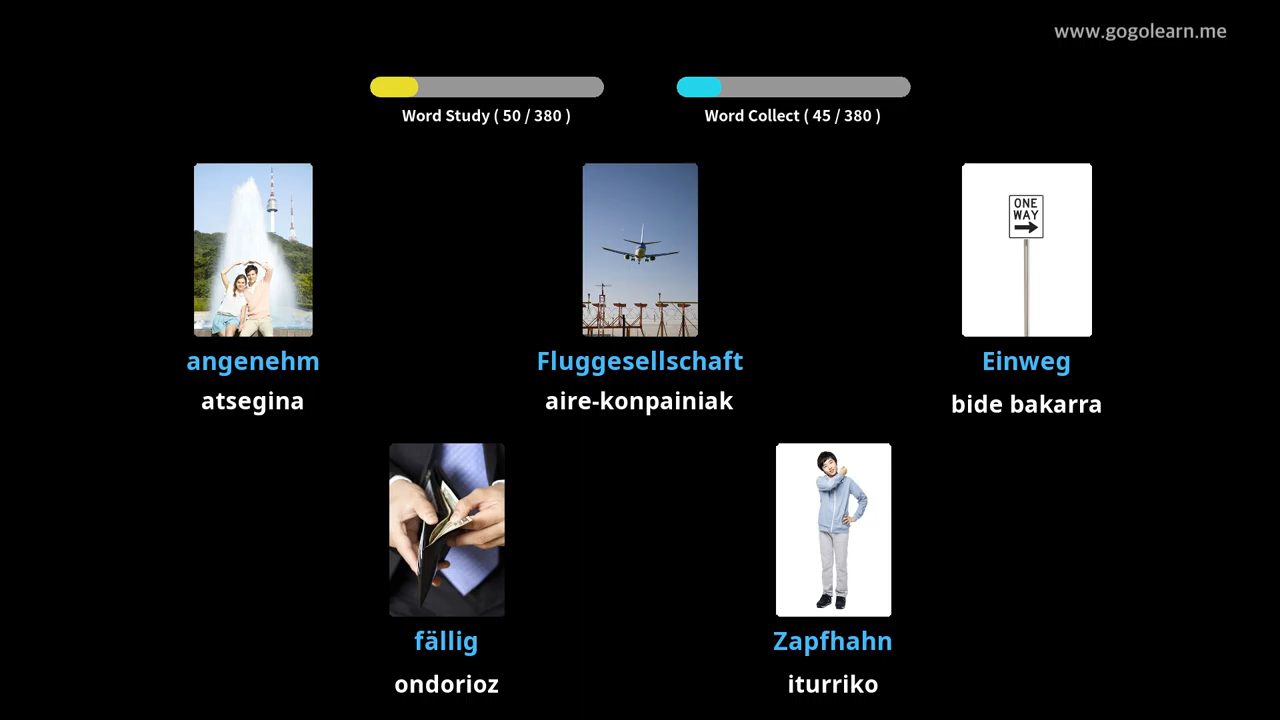 www.gogolearn.me
Word Study ( 50 / 380 )
Word Collect ( 45 / 380 )
ONE
WAY
angenehm
Fluggesellschaft
Einweg
atsegina
aire-konpainiak
bide bakarra
fällig
Zapfhahn
ondorioz
iturriko